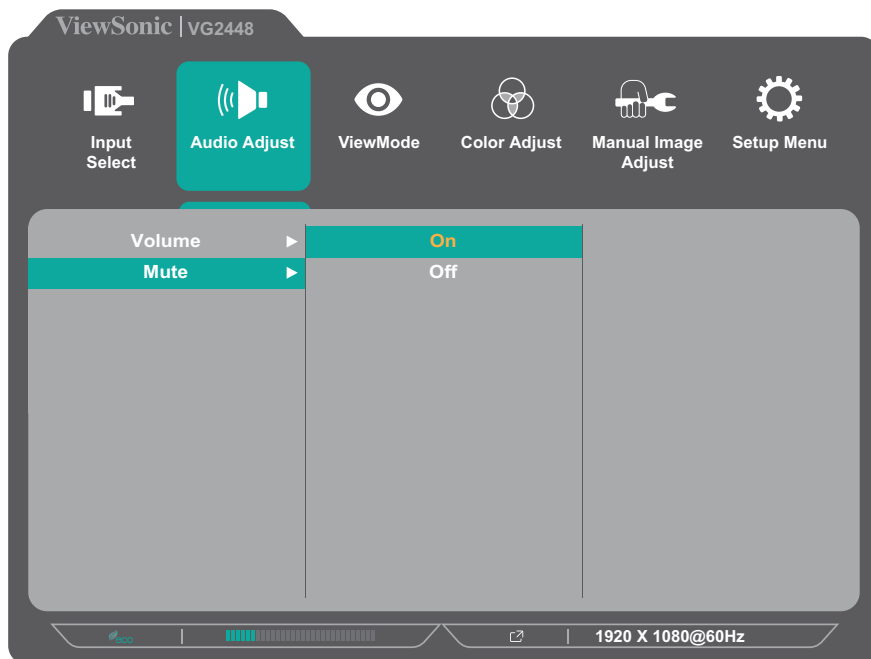 ViewSonic | VG2448
Input Select
Audio Adjust
ViewMode
Color Adjust
Manual Image Adjust
Setup Menu
Volume
On
Mute
Off
eco
1920 X 1080@60Hz